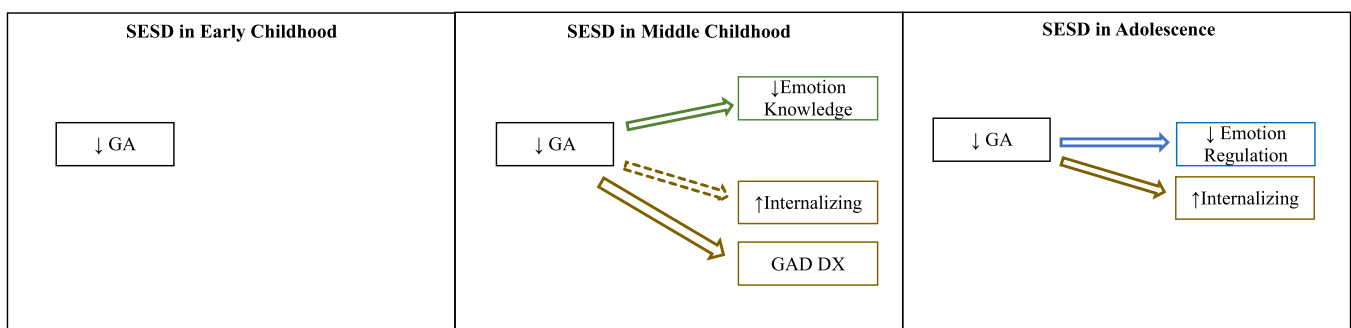 SESD in Early Childhood
↓ GA
SESD in Middle Childhood
↓ GA
↓Emotion
Knowledge
↑Internalizing
GAD DX
SESD in Adolescence
↓ GA
↓ Emotion
Regulation
↑Internalizing